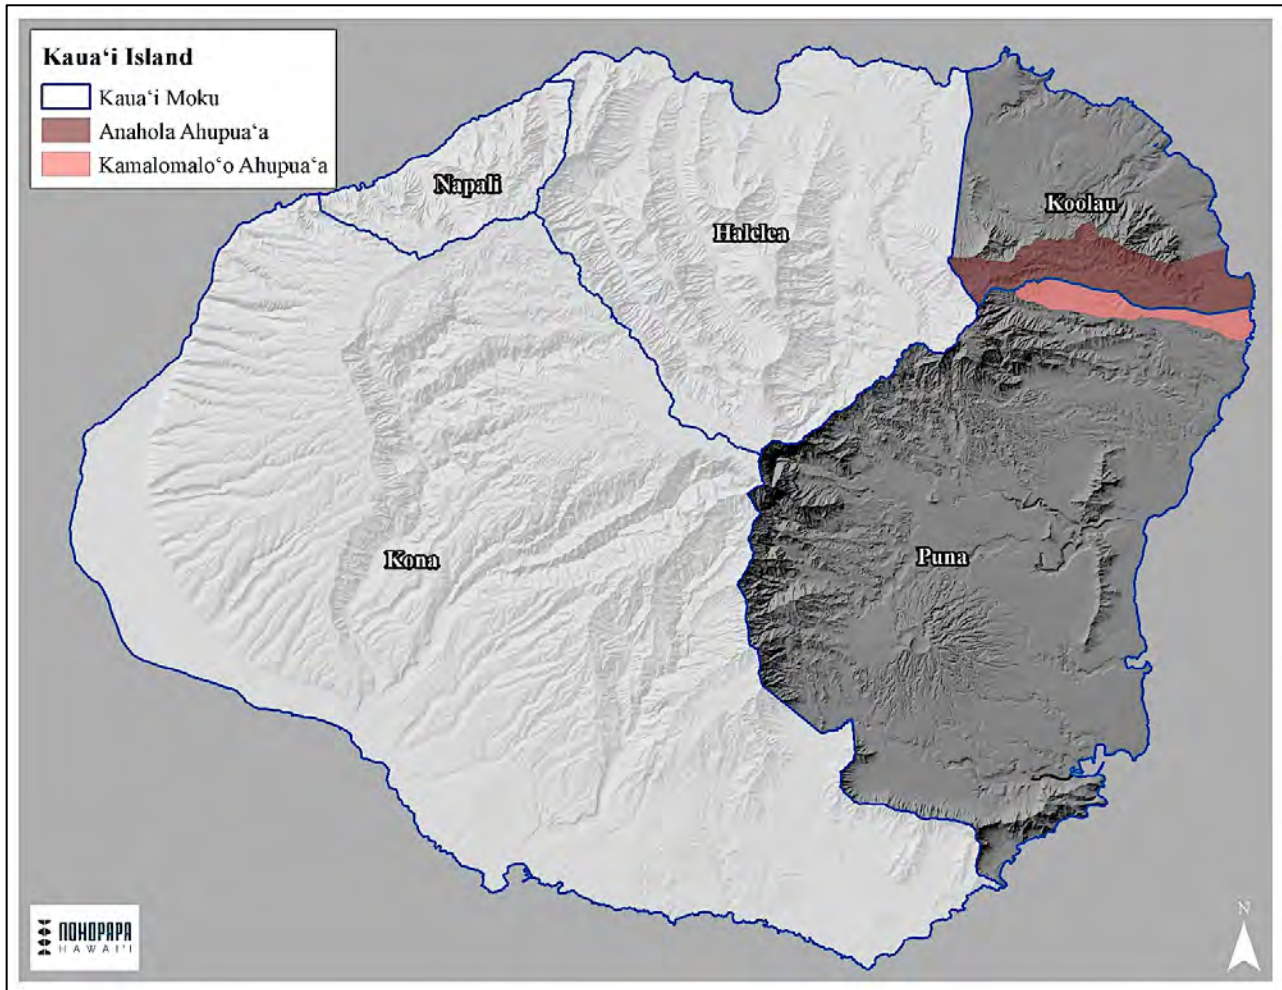 Kaua‘i Island
Kaua‘i Moku
Anahola Ahupua‘a
Kamalomalo‘o Ahupua‘a
Napali
Halelea
Koolau
Kona
Puna
NOHOPAPA
HAWAI‘I
N